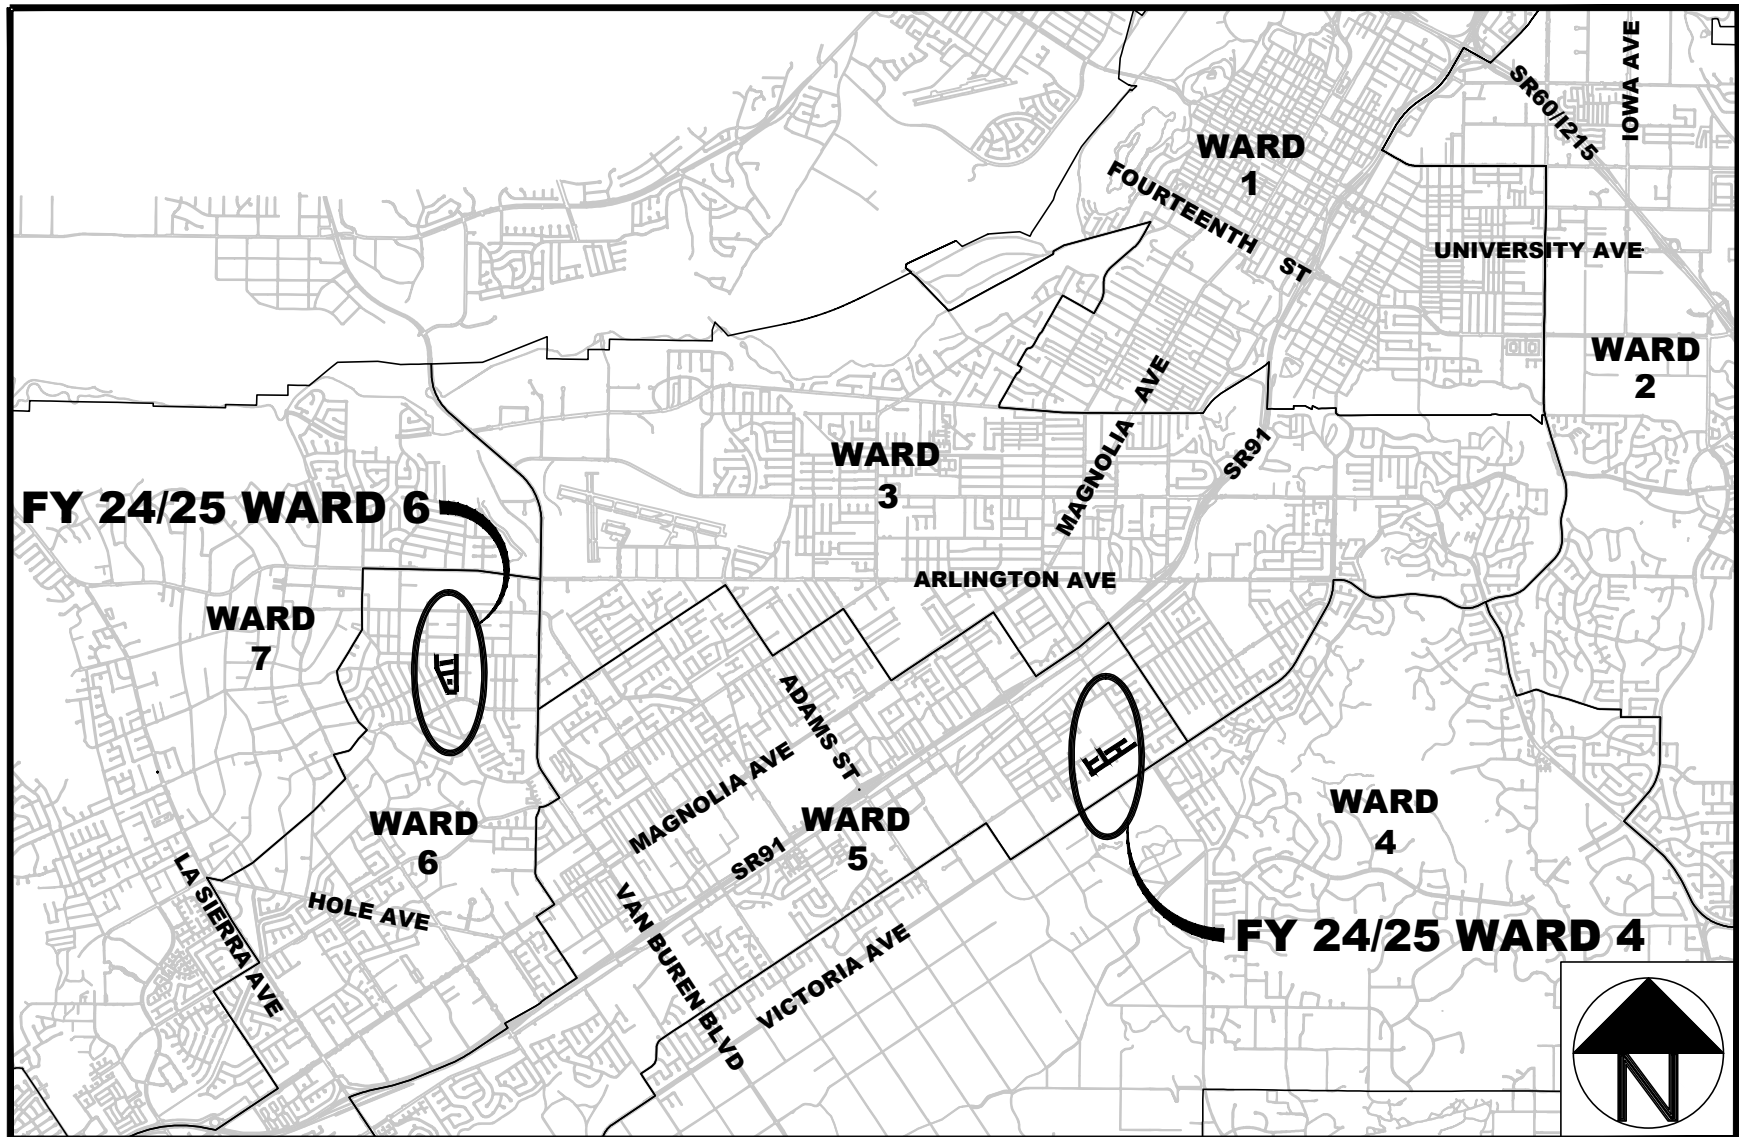 IOWA AVE
SR60/I215
WARD
1
FOURTEENTH ST
UNIVERSITY AVE
WARD
2
MAGNOLIA AVE
SR91
WARD
3
FY 24/25 WARD 6
ARLINGTON AVE
WARD
7
ADAMS ST
MAGNOLIA AVE
WARD
4
WARD
5
WARD
6
SR91
LA SIERRA AVE
HOLE AVE
VAN BUREN BLVD
VICTORIA AVE
FY 24/25 WARD 4
N